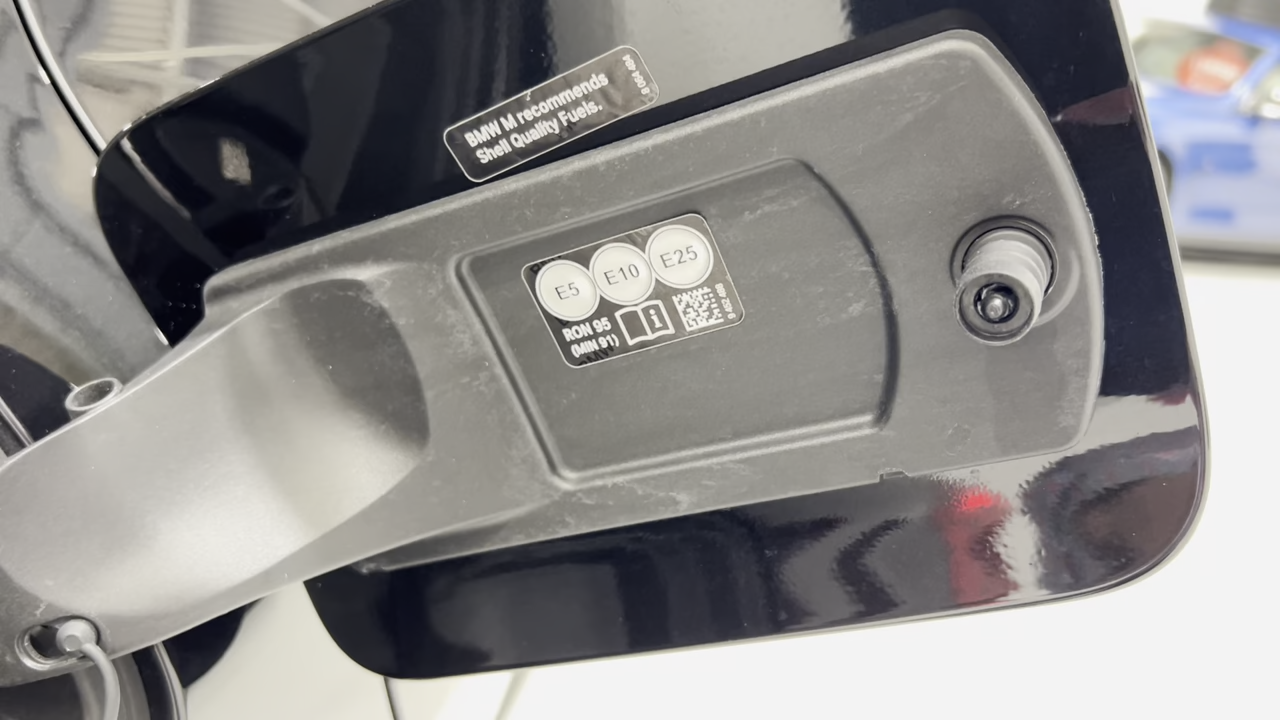 BMW M recommends
Shell Quality Fuels.
E5 E10 E25
RON 95
(MIN 91)
i